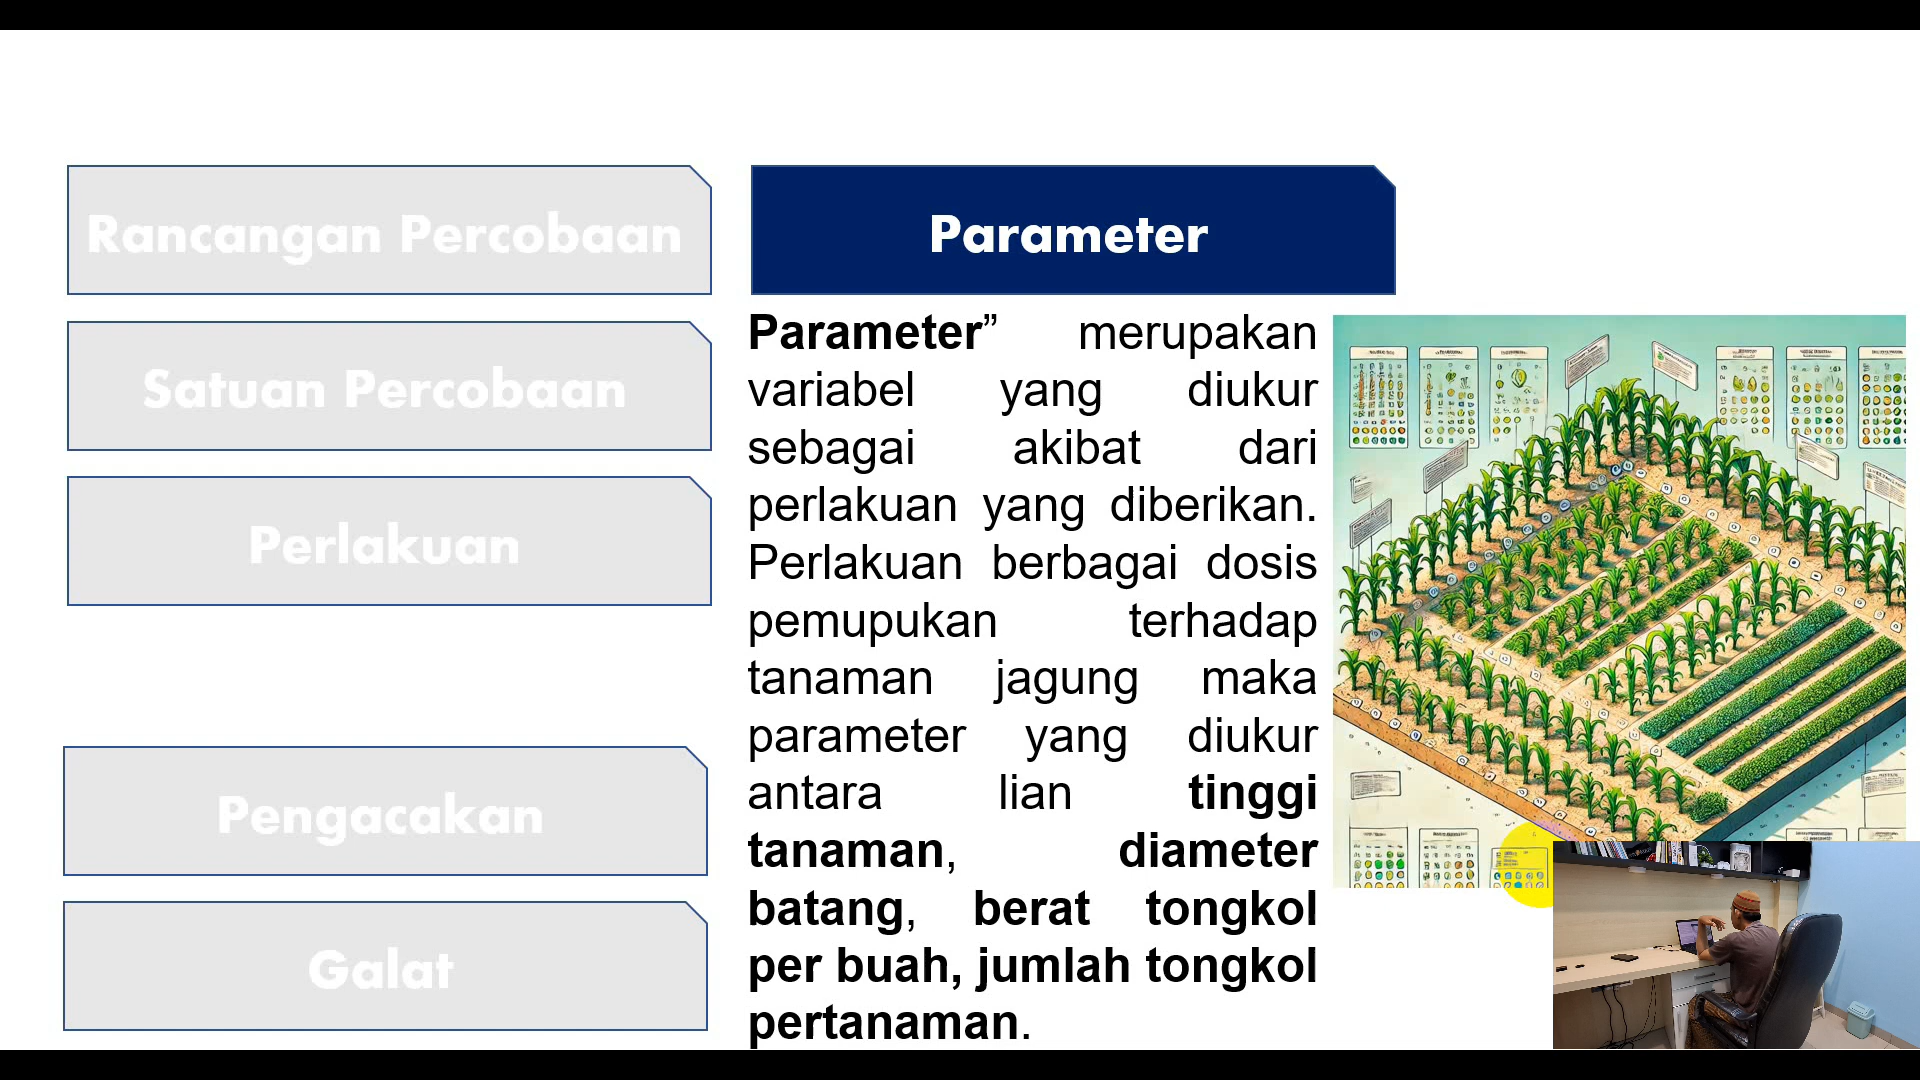 Rancangan Percobaan
Satuan Percobaan
Perlakuan
Pengacakan
Galat
Parameter
Parameter” merupakan
variabel yang diukur
sebagai akibat dari
perlakuan yang diberikan.
Perlakuan berbagai dosis
pemupukan terhadap
tanaman jagung maka
parameter yang diukur
antara lian tinggi
tanaman, diameter
batang, berat tongkol
per buah, jumlah tongkol
pertanaman.